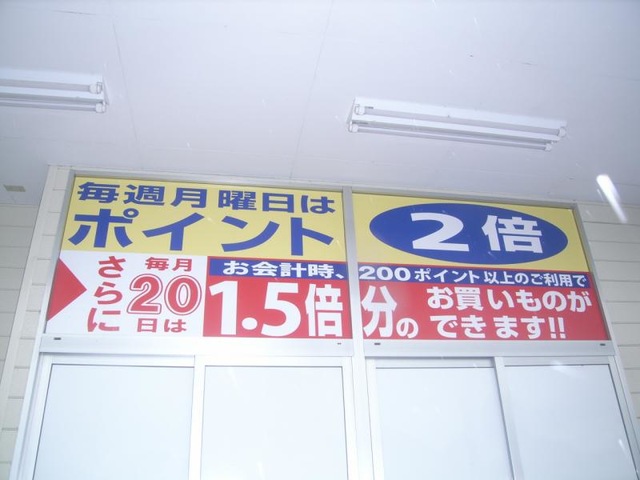 毎週月曜日は
ポイント2倍
さらに
毎月
20
日は
お会計時、200ポイント以上のご利用で
1.5倍分の
お買いものが
できます!!